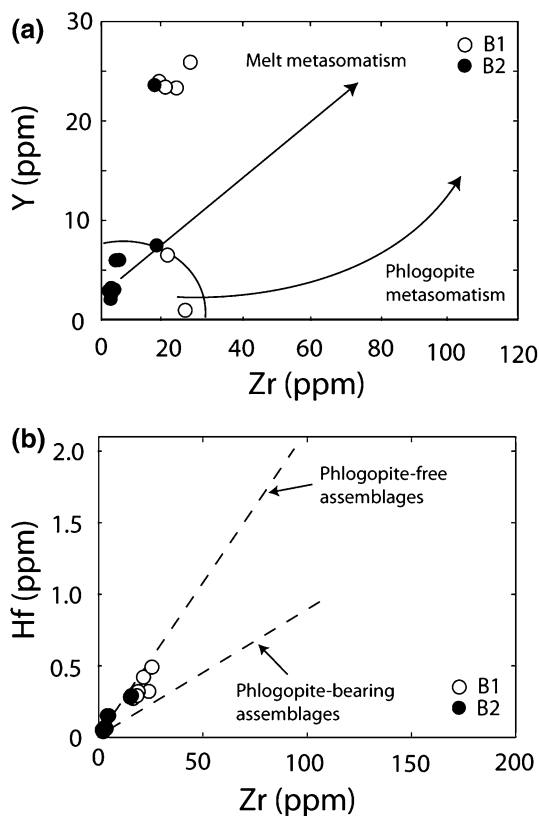 (a)
30
20
10
0
Y (ppm)
B1
B2
Melt metasomatism
Phlogopite
metasomatism
0 20 40 60 80 100 120
Zr (ppm)
(b)
2.0
1.5
1.0
0.5
0
Hf (ppm)
Phlogopite-free
assemblages
Phlogopite-bearing
assemblages
B1
B2
0 50 100 150 200
Zr (ppm)